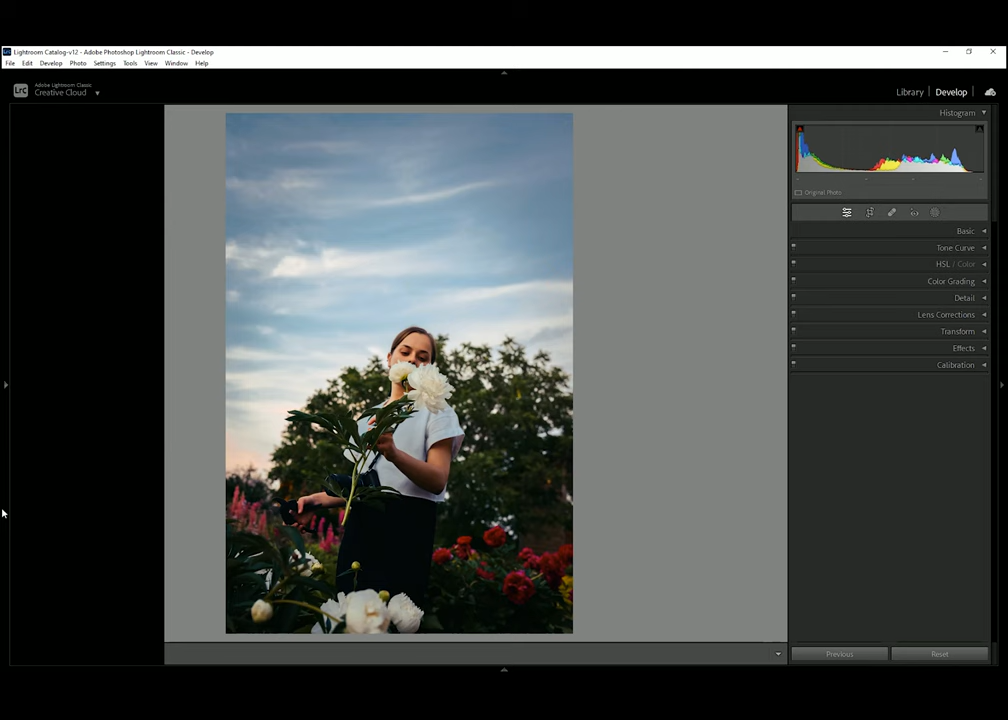 Lightroom Catalog-v12 - Adobe Photoshop Lightroom Classic - Develop
File Edit Develop Photo Settings Tools View Window Help
LrC
Adobe Lightroom Classic
Creative Cloud
Library | Develop |
Histogram
Original Photo
Basic
Tone Curve
HSL / Color
Color Grading
Detail
Lens Corrections
Transform
Effects
Calibration
Previous
Reset